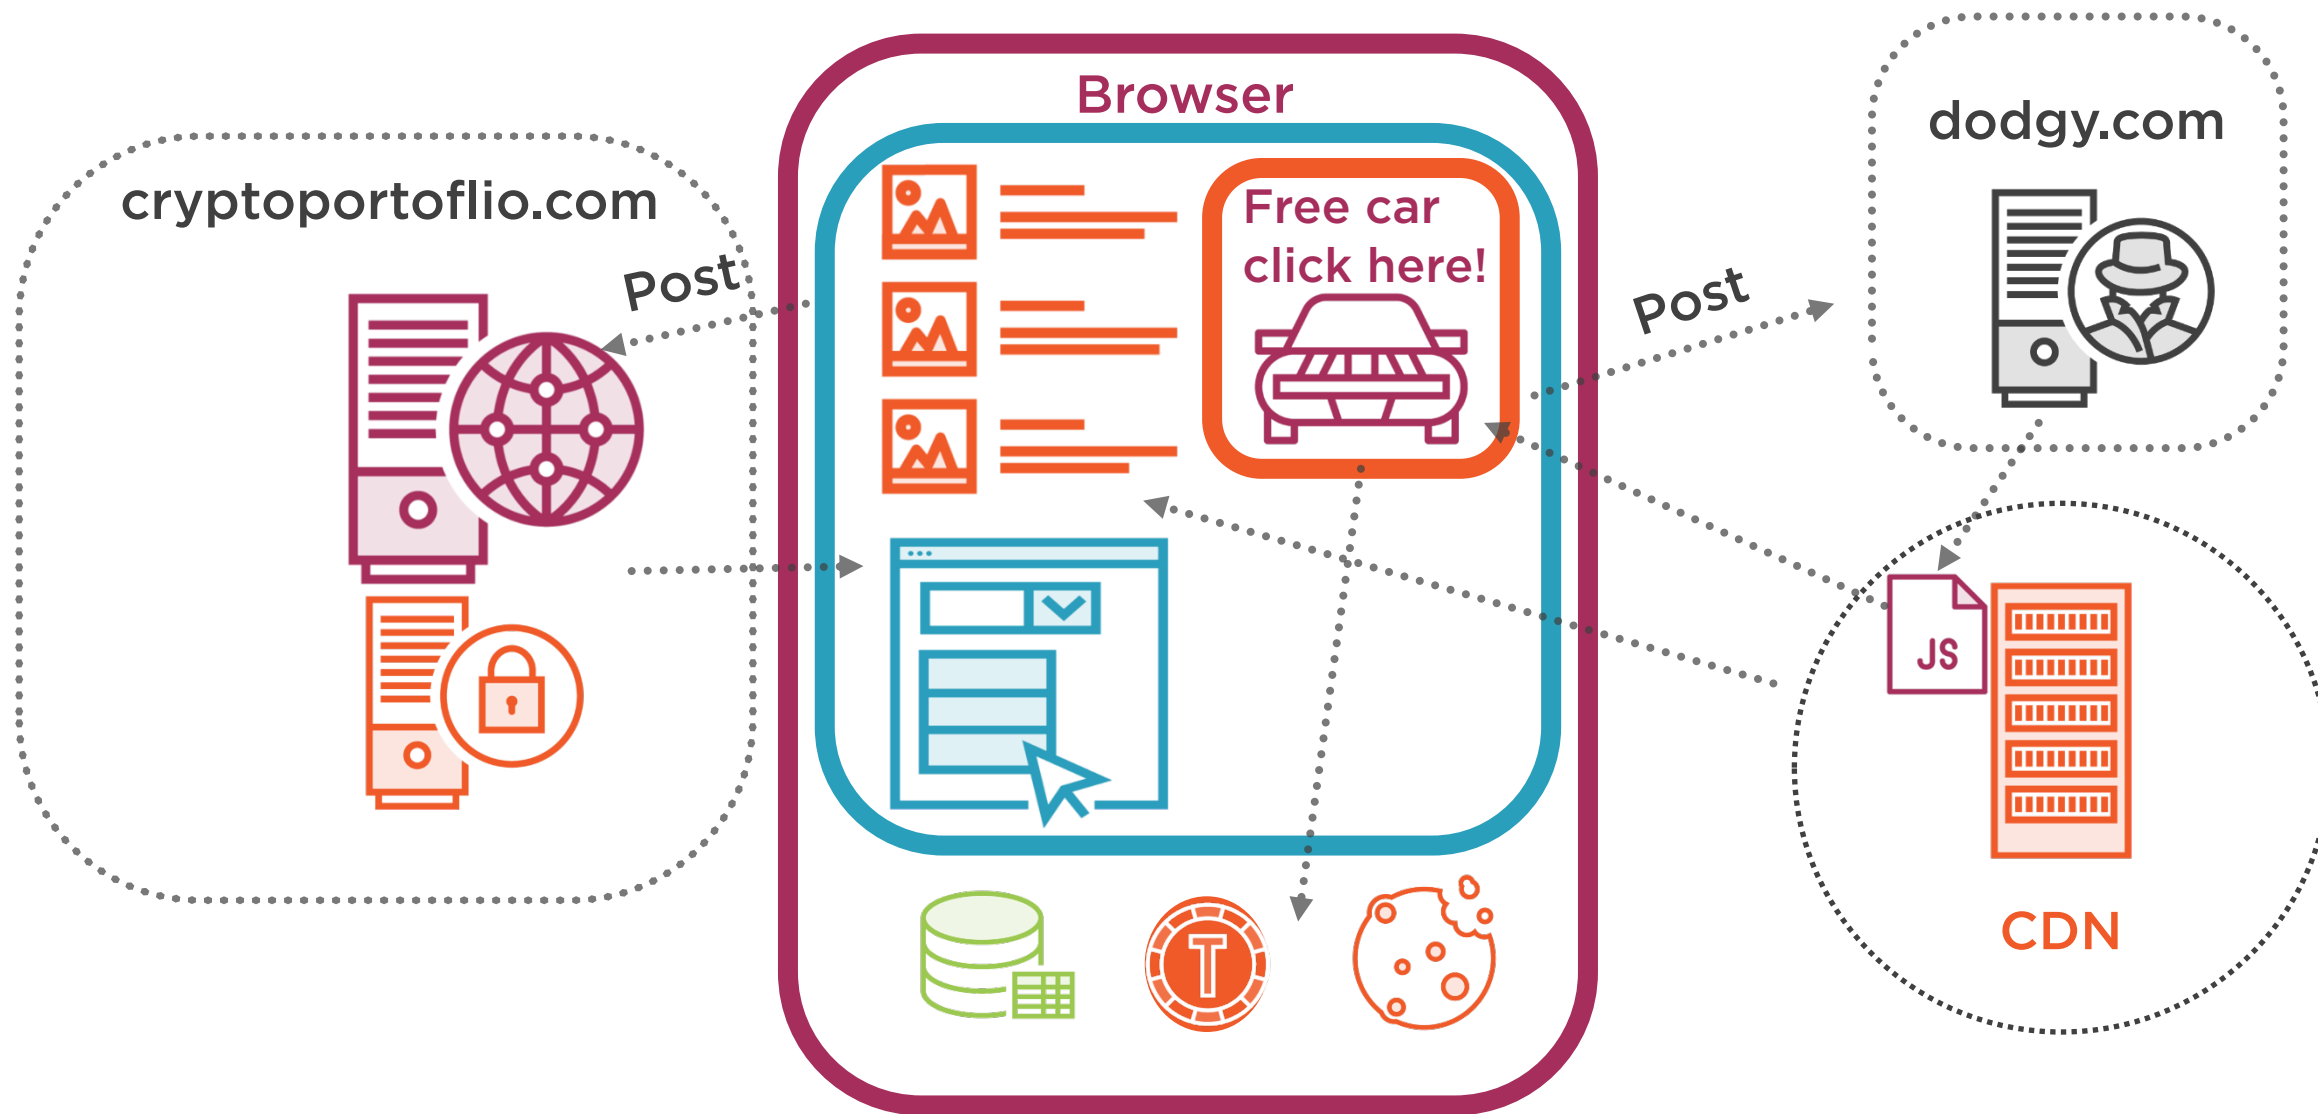 Browser
dodgy.com
cryptoportoflio.com
Free car
click here!
Post
Post
JS
T
CDN